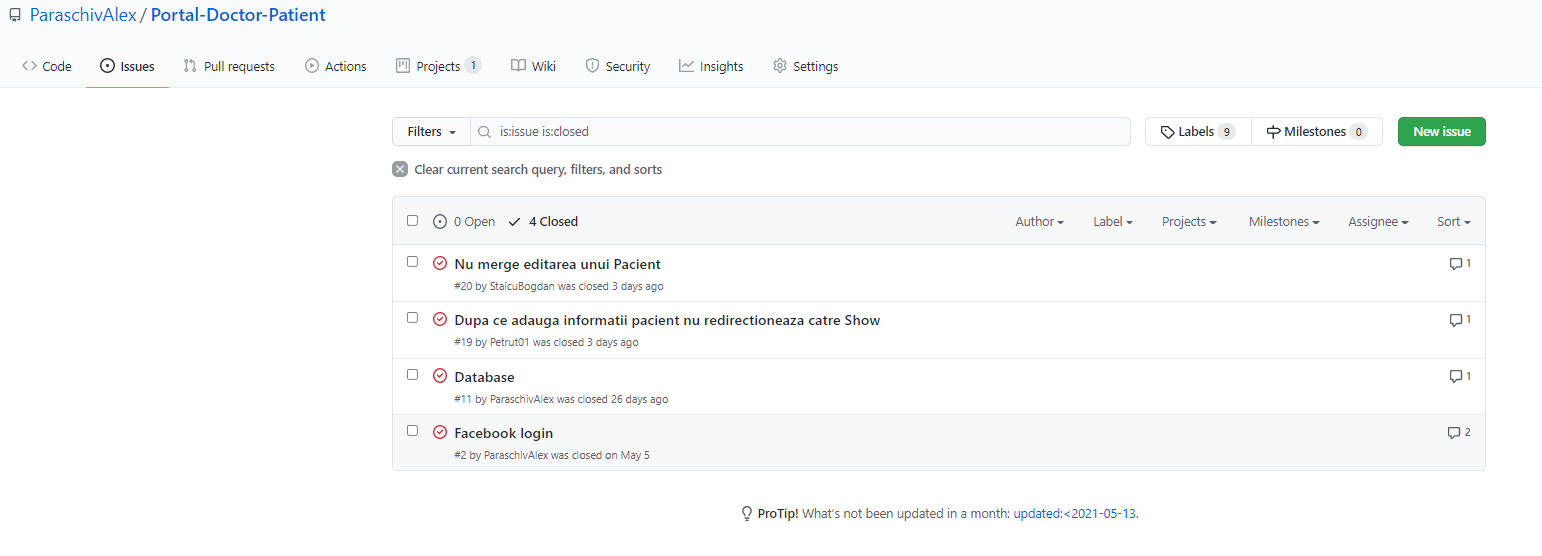 ParaschivAlex / Portal-Doctor-Patient
Code Issues Pull requests Actions Projects 1 Wiki Security Insights Settings
Filters is:issue is:closed Labels 9 Milestones 0 New issue
Clear current search query, filters, and sorts
0 Open 4 Closed Author Label Projects Milestones Assignee Sort
Nu merge editarea unui Pacient 1
#20 by StaicuBogdan was closed 3 days ago
Dupa ce adauga informatii pacient nu redirectioneaza catre Show 1
#19 by Petrut01 was closed 3 days ago
Database 1
#11 by ParaschivAlex was closed 26 days ago
Facebook login 2
#2 by ParaschivAlex was closed on May 5
ProTip! What's not been updated in a month: updated:<2021-05-13.